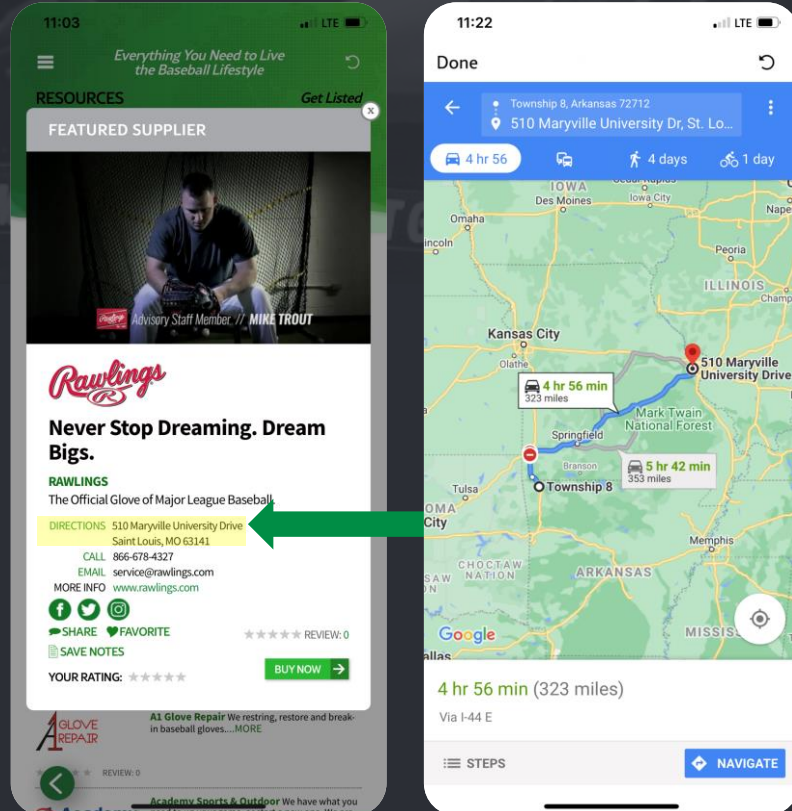 11:03
LTE
Everything You Need to Live
the Baseball Lifestyle
RESOURCES
Get Listed
x
FEATURED SUPPLIER
Rawlings
Advisory Staff Member // MIKE TROUT
Rawlings
R
Never Stop Dreaming. Dream
Bigs.
RAWLINGS
The Official Glove of Major League Baseball
DIRECTIONS 510 Maryville University Drive
Saint Louis, MO 63141
CALL 866-678-4327
EMAIL service@rawlings.com
MORE INFO www.rawlings.com
SHARE FAVORITE
REVIEW: 0
SAVE NOTES
YOUR RATING:
BUY NOW
A GLOVE
REPAIR
A1 Glove Repair We restring, restore and break-
in baseball gloves....MORE
REVIEW: 0
Academy Sports & Outdoor We have what you
11:22
LTE
Done
Township 8, Arkansas 72712
510 Maryville University Dr, St. Lo...
4 hr 56
4 days
1 day
IOWA
Des Moines
Iowa City
Omaha
incoln
Nape
Peoria
ILLINOIS
Champ
Kansas City
Olathe
510 Maryville
University Drive
4 hr 56 min
323 miles
Mark Twain
National Forest
Springfield
Branson
5 hr 42 min
353 miles
Tulsa
Township 8
OMA
City
Memphis
CHOCTAW
NATION
ARKANSAS
MISSIS
Google
allas
4 hr 56 min (323 miles)
Via I-44 E
STEPS
NAVIGATE